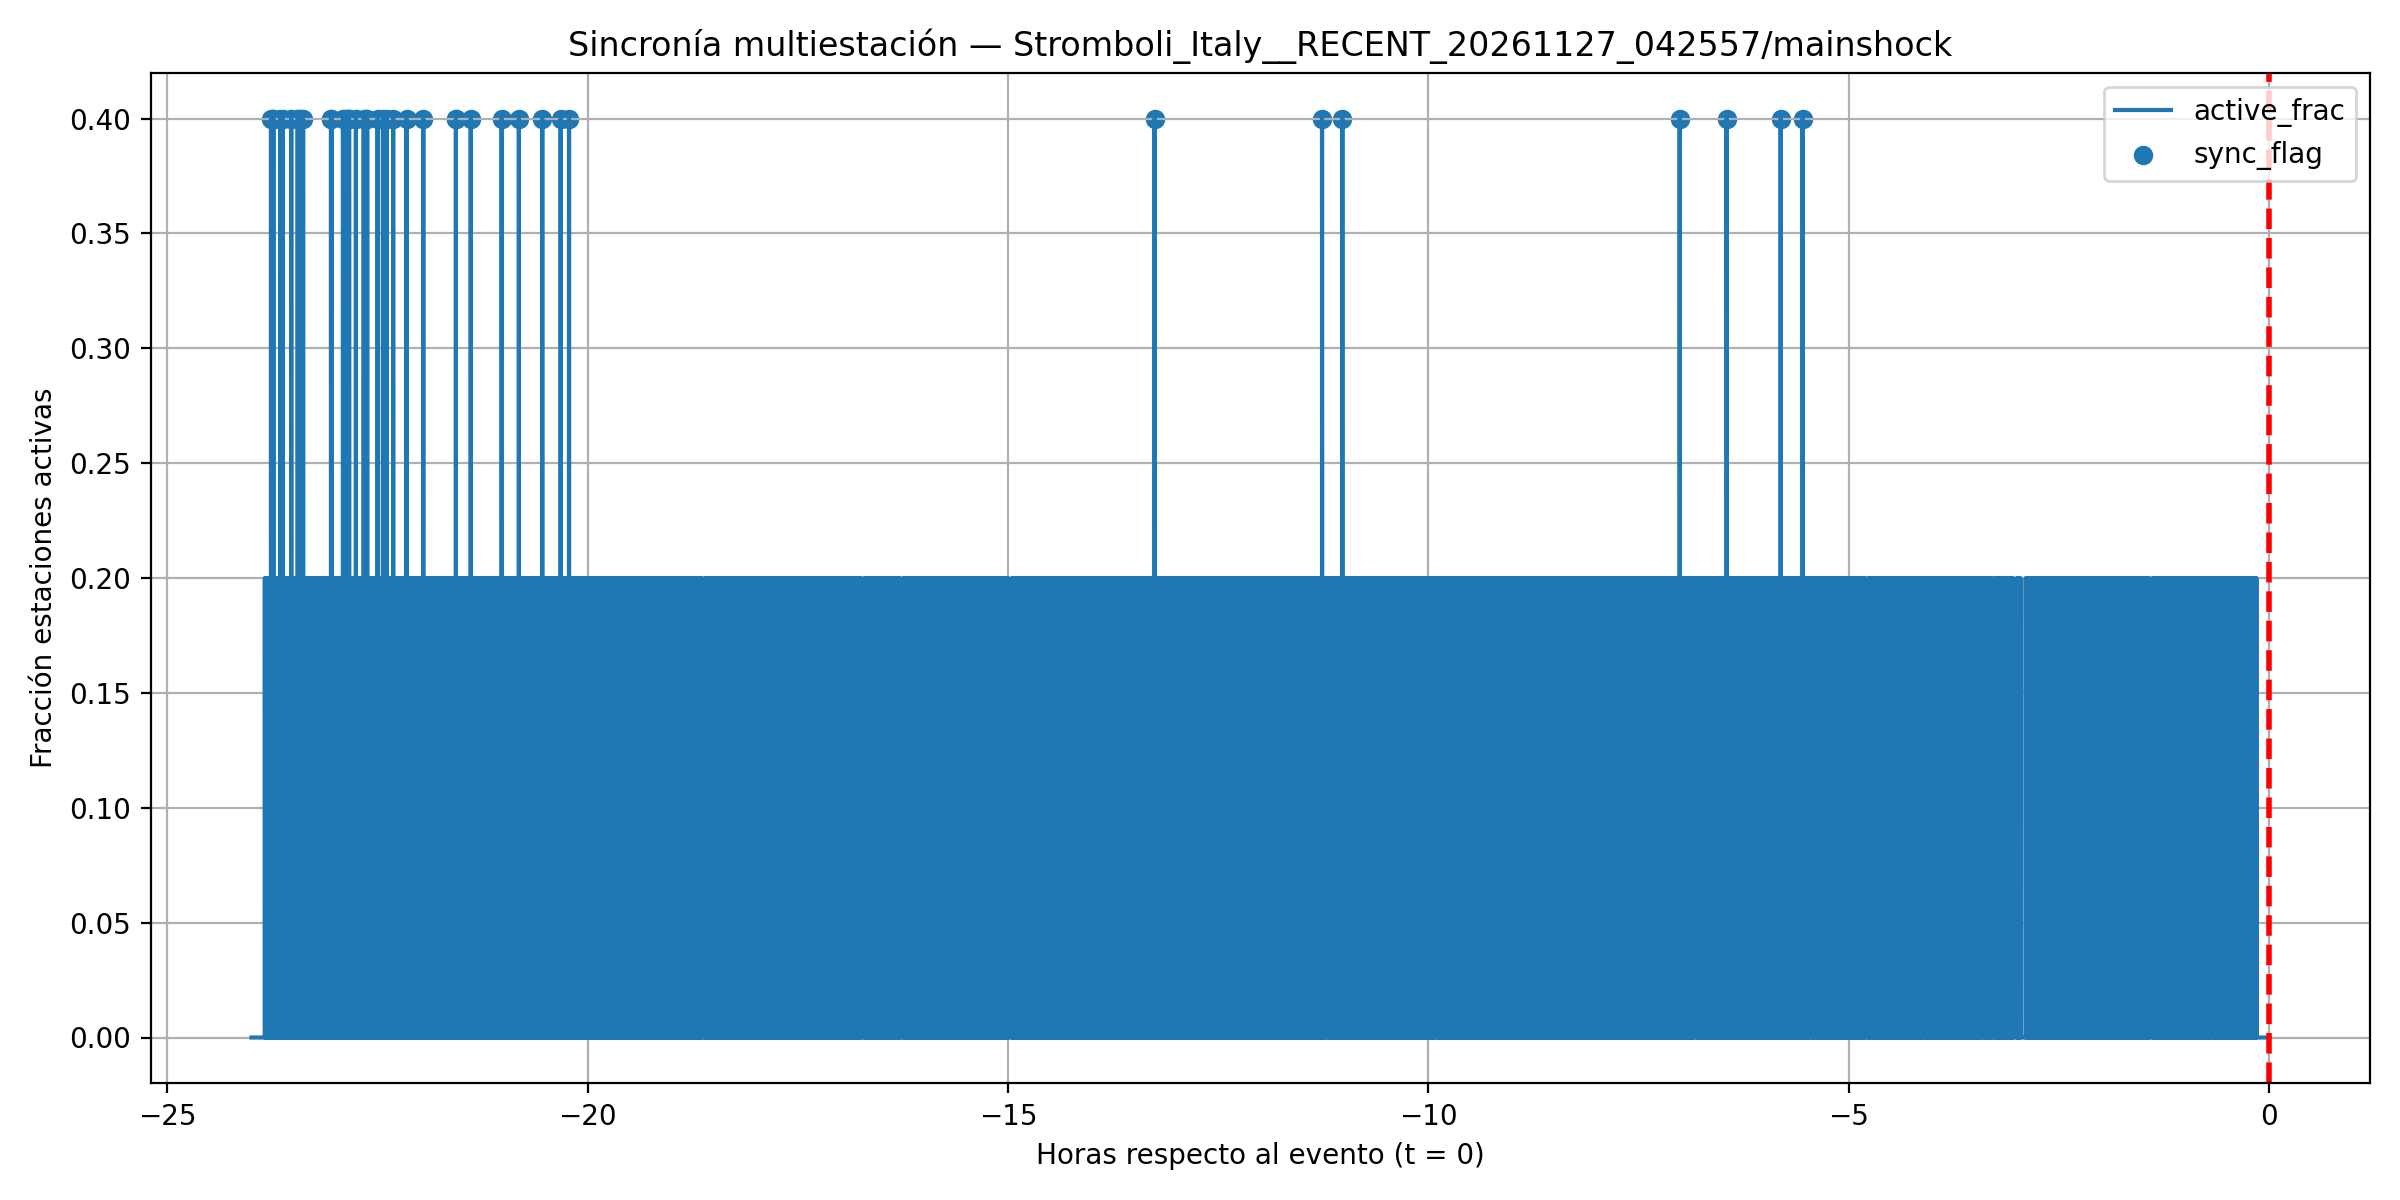 Sincronía multiestación — Stromboli_Italy__RECENT_20261127_042557/mainshock
active_frac
sync_flag
0.40
0.35
0.30
0.25
0.20
0.15
0.10
0.05
0.00
Fracción estaciones activas
−25 −20 −15 −10 −5 0
Horas respecto al evento (t = 0)